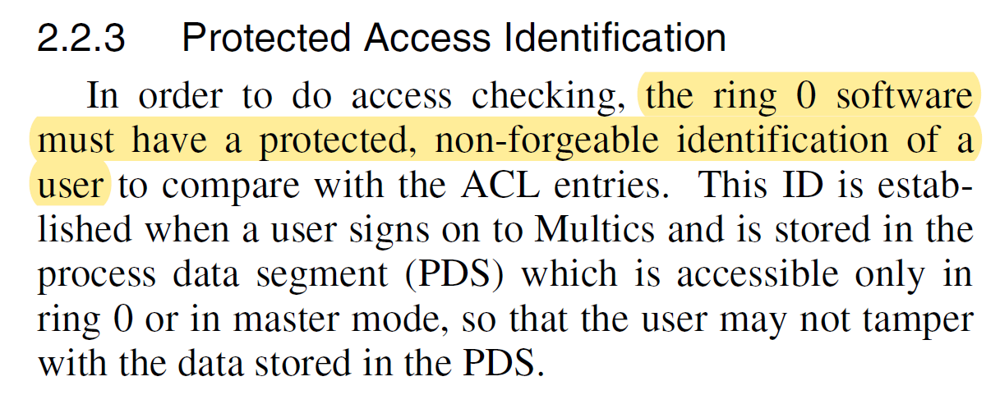 2.2.3 Protected Access Identification
In order to do access checking, the ring 0 software
must have a protected, non-forgeable identification of a
user to compare with the ACL entries. This ID is estab-
lished when a user signs on to Multics and is stored in the
process data segment (PDS) which is accessible only in
ring 0 or in master mode, so that the user may not tamper
with the data stored in the PDS.